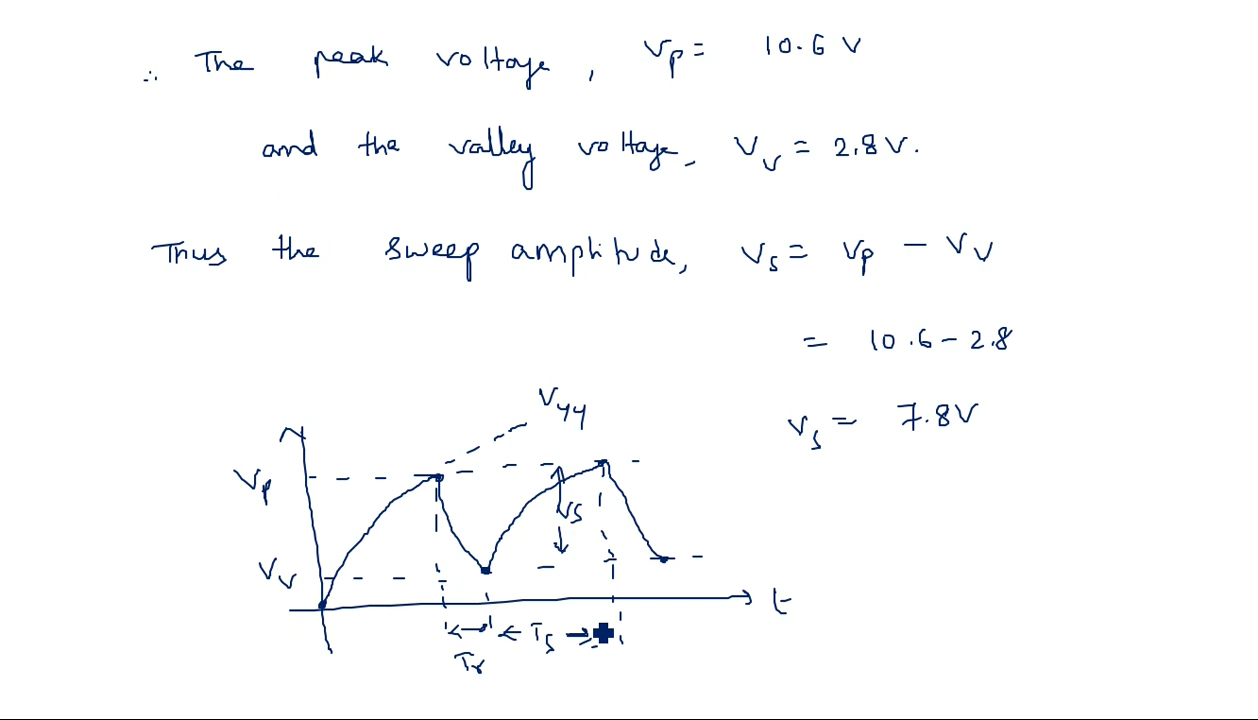 ∴ The peak voltage, Vp = 10.6 V
and the valley voltage, Vv = 2.8 V.
Thus the sweep amplitude, Vs = Vp - Vv
= 10.6 - 2.8
Vs = 7.8V
Vyy
Vp
Vs
Vv
t
Ts
Tr